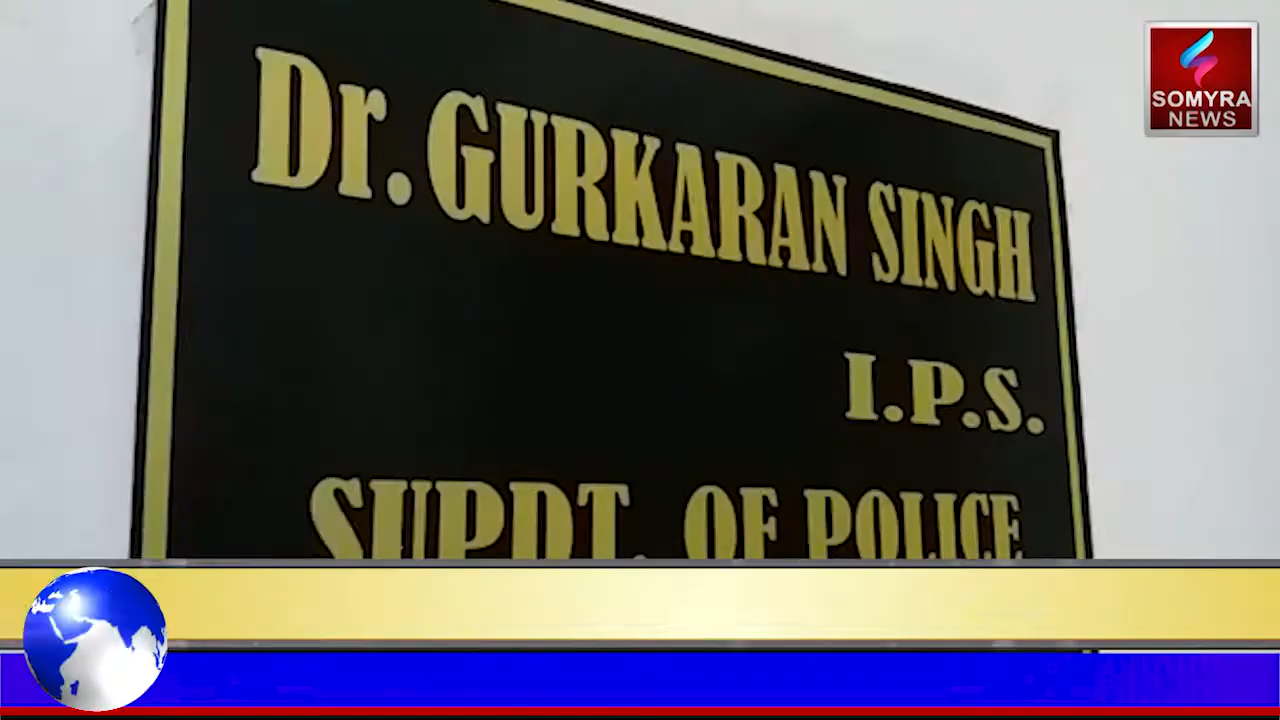 Dr. GURKARAN SINGH
I.P.S.
SUPDT. OF POLICE
SOMYRA
NEWS